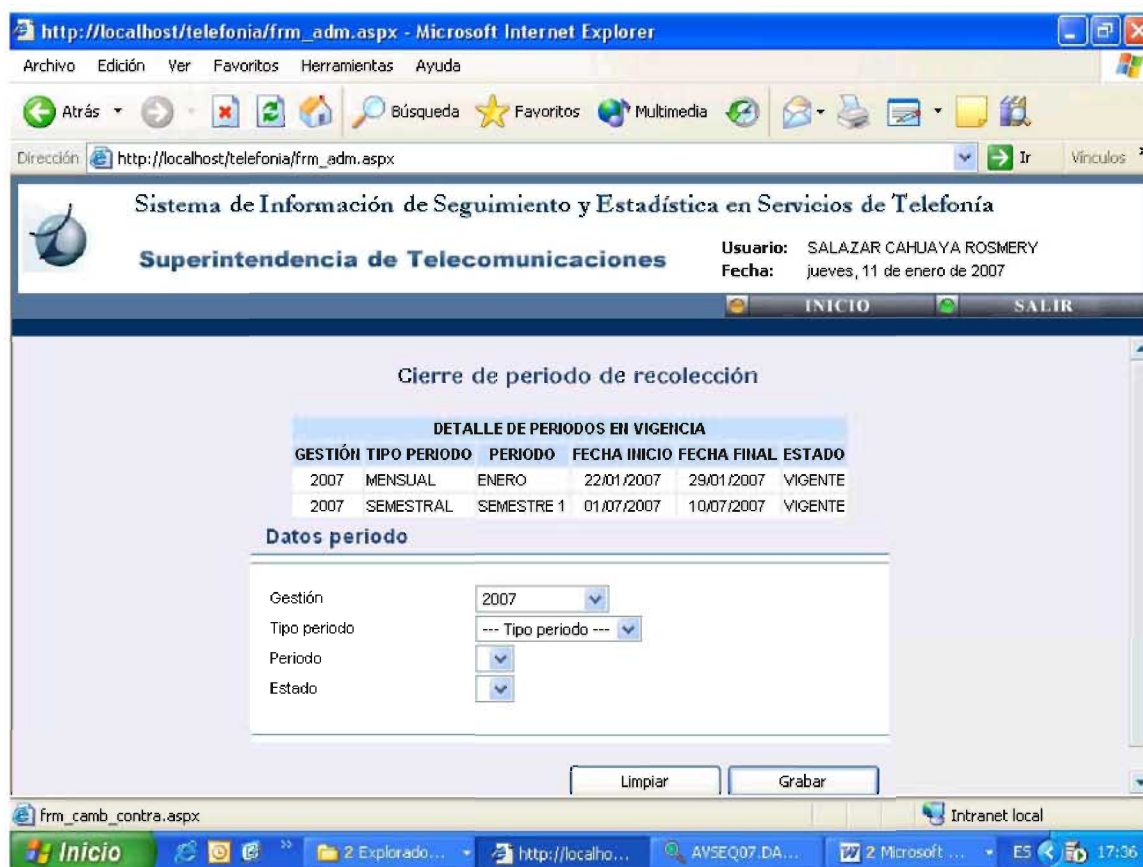 http://localhost/telefonia/frm_adm.aspx - Microsoft Internet Explorer
Archivo Edición Ver Favoritos Herramientas Ayuda
Atrás Búsqueda Favoritos Multimedia
Dirección http://localhost/telefonia/frm_adm.aspx Ir Vínculos »
Sistema de Información de Seguimiento y Estadística en Servicios de Telefonía
Superintendencia de Telecomunicaciones
Usuario: SALAZAR CAHUAYA ROSMERY
Fecha: jueves, 11 de enero de 2007
INICIO SALIR
Cierre de periodo de recolección
DETALLE DE PERIODOS EN VIGENCIA
GESTIÓN TIPO PERIODO PERIODO FECHA INICIO FECHA FINAL ESTADO
2007 MENSUAL ENERO 22/01/2007 29/01/2007 VIGENTE
2007 SEMESTRAL SEMESTRE 1 01/07/2007 10/07/2007 VIGENTE
Datos periodo
Gestión 2007
Tipo periodo --- Tipo periodo ---
Periodo
Estado
Limpiar Grabar
frm_camb_contra.aspx Intranet local
Inicio » 2 Explorado... http://localho... AVSEQ07.DA... 2 Microsoft ... ES 17:36